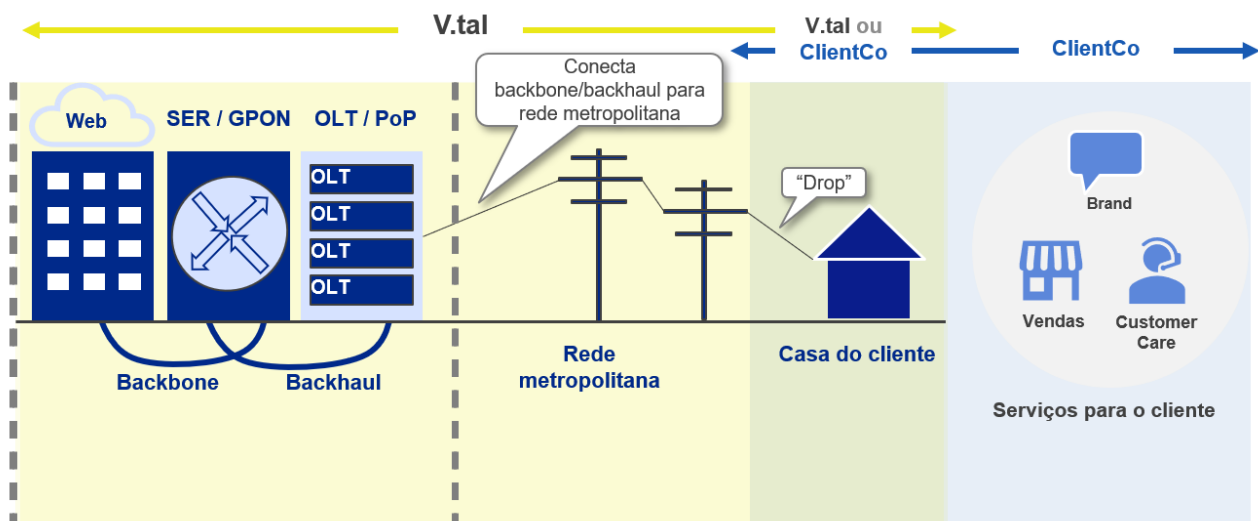 V.tal
V.tal ou
ClientCo
ClientCo
Conecta
backbone/backhaul para
rede metropolitana
Web
SER / GPON
OLT / PoP
OLT
OLT
OLT
OLT
“Drop”
Brand
Vendas
Customer
Care
Backbone
Backhaul
Rede
metropolitana
Casa do cliente
Serviços para o cliente